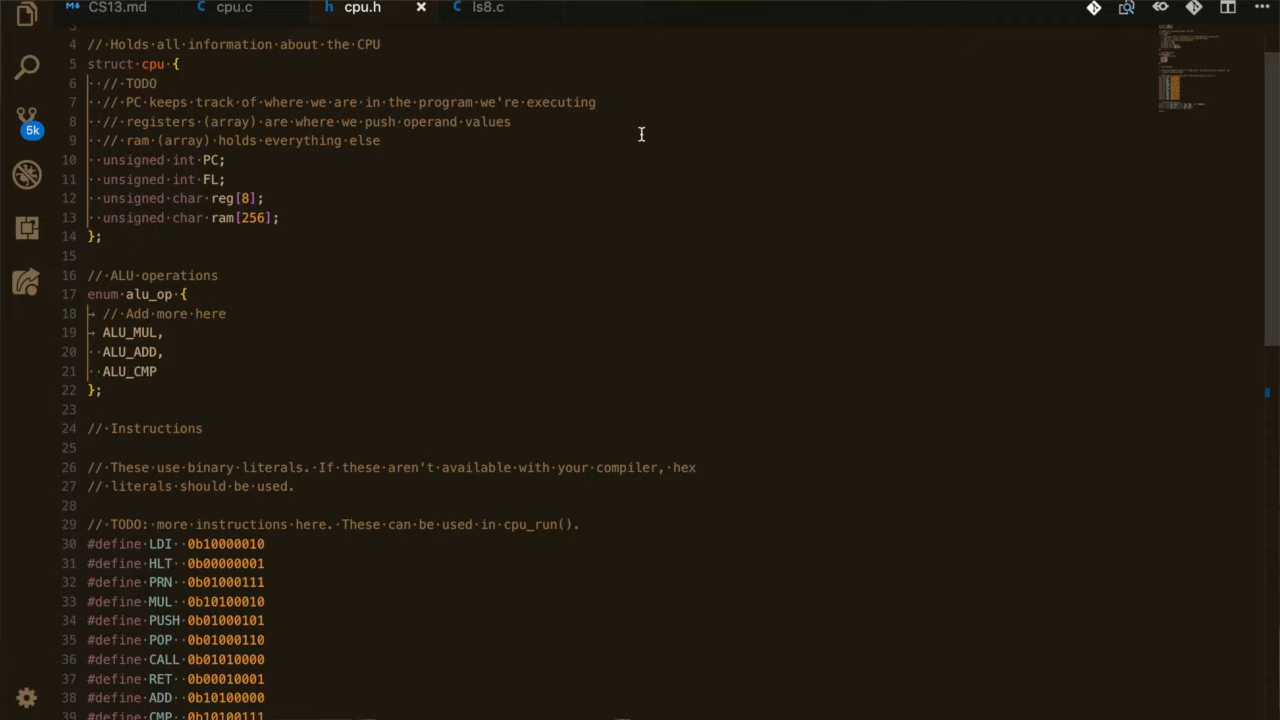 CS13.md cpu.c cpu.h ls8.c
3
4 // Holds all information about the CPU
5 struct cpu {
6 // TODO
7 // PC keeps track of where we are in the program we're executing
8 // registers (array) are where we push operand values
9 // ram (array) holds everything else
10 unsigned int PC;
11 unsigned int FL;
12 unsigned char reg[8];
13 unsigned char ram[256];
14 };
15
16 // ALU operations
17 enum alu_op {
18 // Add more here
19 ALU_MUL,
20 ALU_ADD,
21 ALU_CMP
22 };
23
24 // Instructions
25
26 // These use binary literals. If these aren't available with your compiler, hex
27 // literals should be used.
28
29 // TODO: more instructions here. These can be used in cpu_run().
30 #define LDI 0b10000010
31 #define HLT 0b00000001
32 #define PRN 0b01000111
33 #define MUL 0b10100010
34 #define PUSH 0b01000101
35 #define POP 0b01000110
36 #define CALL 0b01010000
37 #define RET 0b00010001
38 #define ADD 0b10100000
39 #define CMP 0b10100111
5k